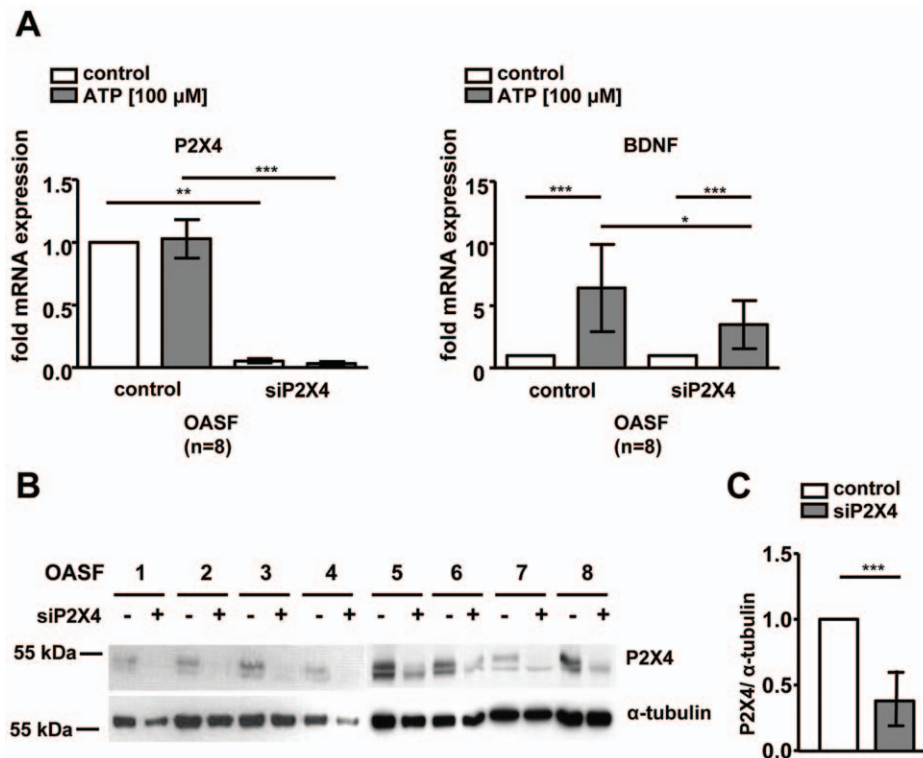 A
control
ATP [100 μM]
P2X4
fold mRNA expression
1.5
1.0
0.5
0.0
**
***
control
siP2X4
OASF
(n=8)
control
ATP [100 μM]
BDNF
fold mRNA expression
15
10
5
0
***
***
*
control
siP2X4
OASF
(n=8)
B
OASF 1 2 3 4 5 6 7 8
siP2X4 - + - + - + - + - + - + - + - +
55 kDa
P2X4
55 kDa
α-tubulin
C
control
siP2X4
P2X4/ α-tubulin
1.5
1.0
0.5
0.0
***